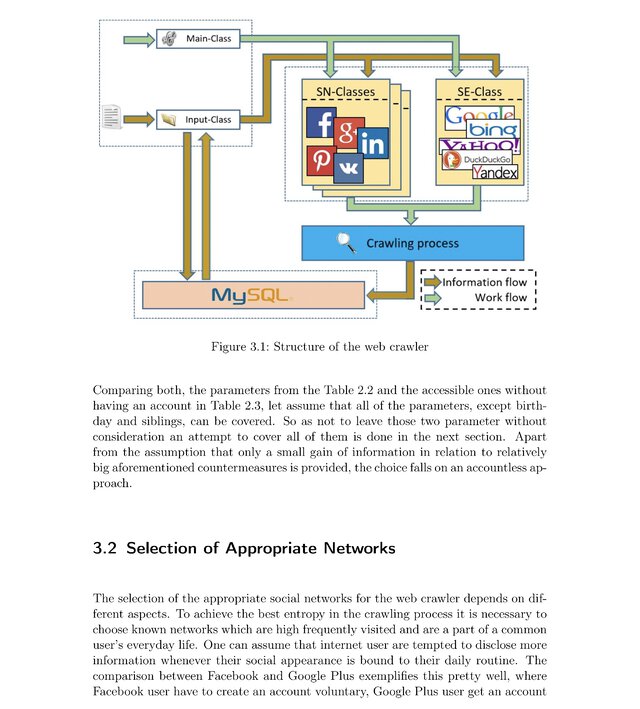 Main-Class
Input-Class
SN-Classes
SE-Class
f
g+
in
P
VK
Google
bing
YAHOO!
DuckDuckGo
Yandex
Crawling process
MySQL
Information flow
Work flow
Figure 3.1: Structure of the web crawler
Comparing both, the parameters from the Table 2.2 and the accessible ones without
having an account in Table 2.3, let assume that all of the parameters, except birth-
day and siblings, can be covered. So as not to leave those two parameter without
consideration an attempt to cover all of them is done in the next section. Apart
from the assumption that only a small gain of information in relation to relatively
big aforementioned countermeasures is provided, the choice falls on an accountless ap-
proach.
3.2 Selection of Appropriate Networks
The selection of the appropriate social networks for the web crawler depends on dif-
ferent aspects. To achieve the best entropy in the crawling process it is necessary to
choose known networks which are high frequently visited and are a part of a common
user's everyday life. One can assume that internet user are tempted to disclose more
information whenever their social appearance is bound to their daily routine. The
comparison between Facebook and Google Plus exemplifies this pretty well, where
Facebook user have to create an account voluntary, Google Plus user get an account